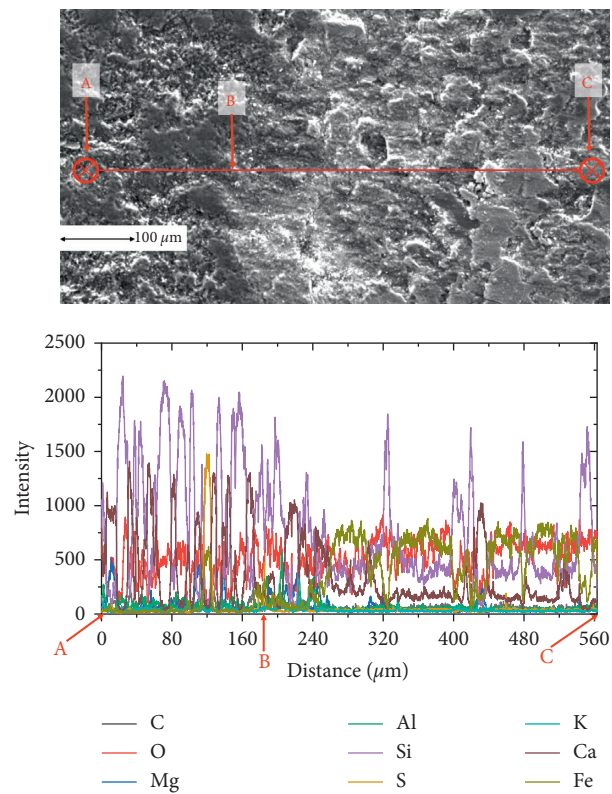 A
B
C
100 μm
2500
2000
1500
1000
500
0
Intensity
0 80 160 240 320 400 480 560
A B C
Distance (μm)
C Al K
O Si Ca
Mg S Fe